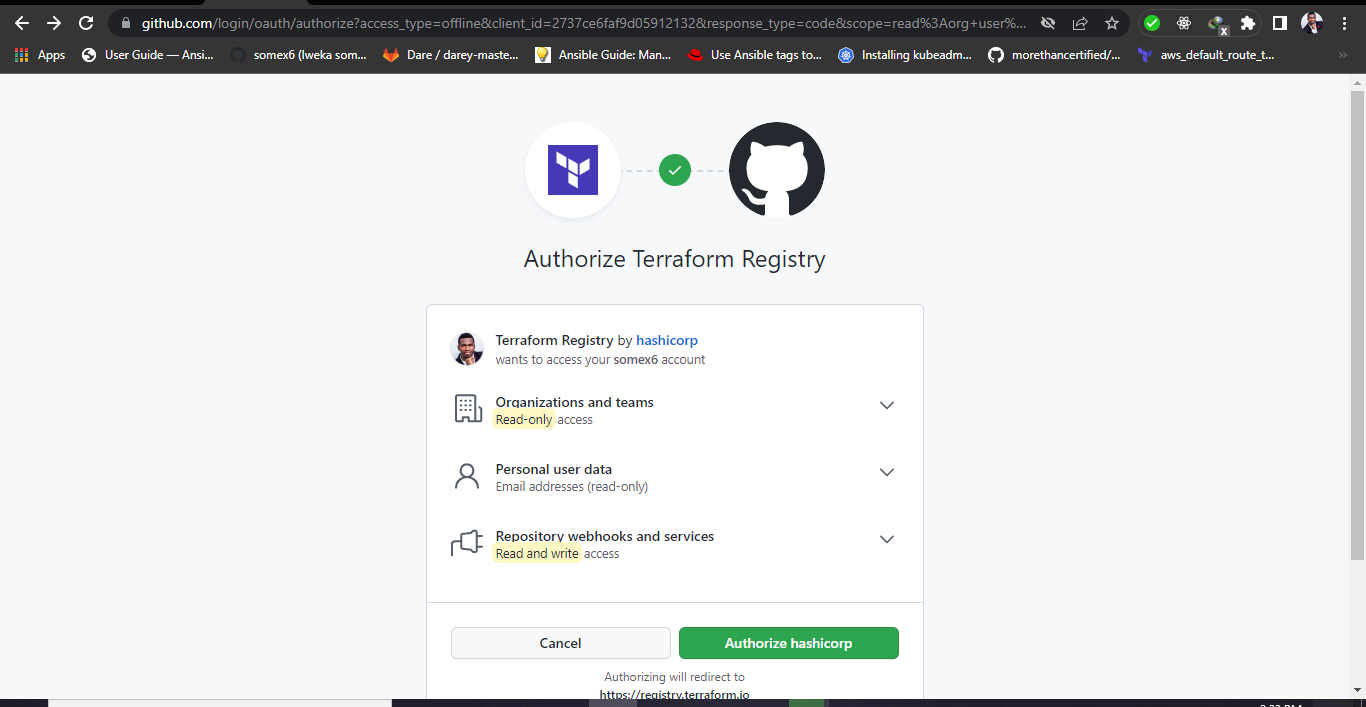 github.com/login/oauth/authorize?access_type=offline&client_id=2737ce6faf9d05912132&response_type=code&scope=read%3Aorg+user%...
Apps User Guide — Ansi... somex6 (Iweka som... Dare / darey-maste... Ansible Guide: Man... Use Ansible tags to... Installing kubeadm... morethancertified/... aws_default_route_t... »
Authorize Terraform Registry
Terraform Registry by hashicorp
wants to access your somex6 account
Organizations and teams
Read-only access
Personal user data
Email addresses (read-only)
Repository webhooks and services
Read and write access
Cancel Authorize hashicorp
Authorizing will redirect to
https://registry.terraform.io